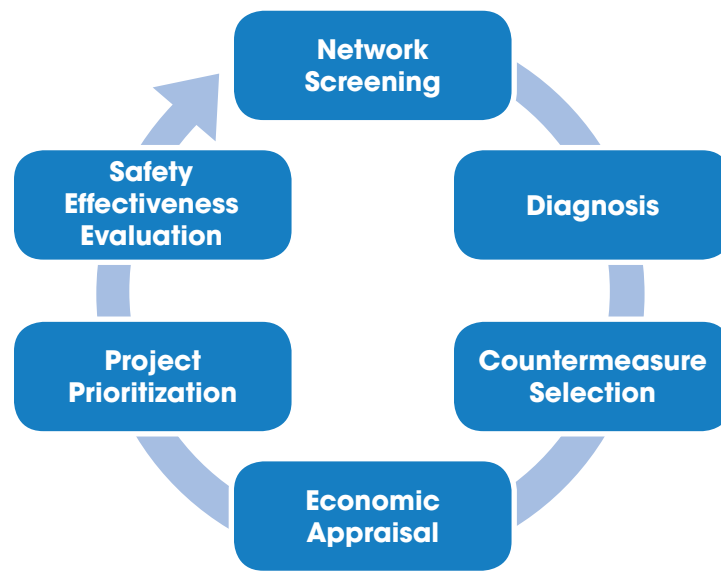 Network
Screening
Diagnosis
Countermeasure
Selection
Economic
Appraisal
Project
Prioritization
Safety
Effectiveness
Evaluation